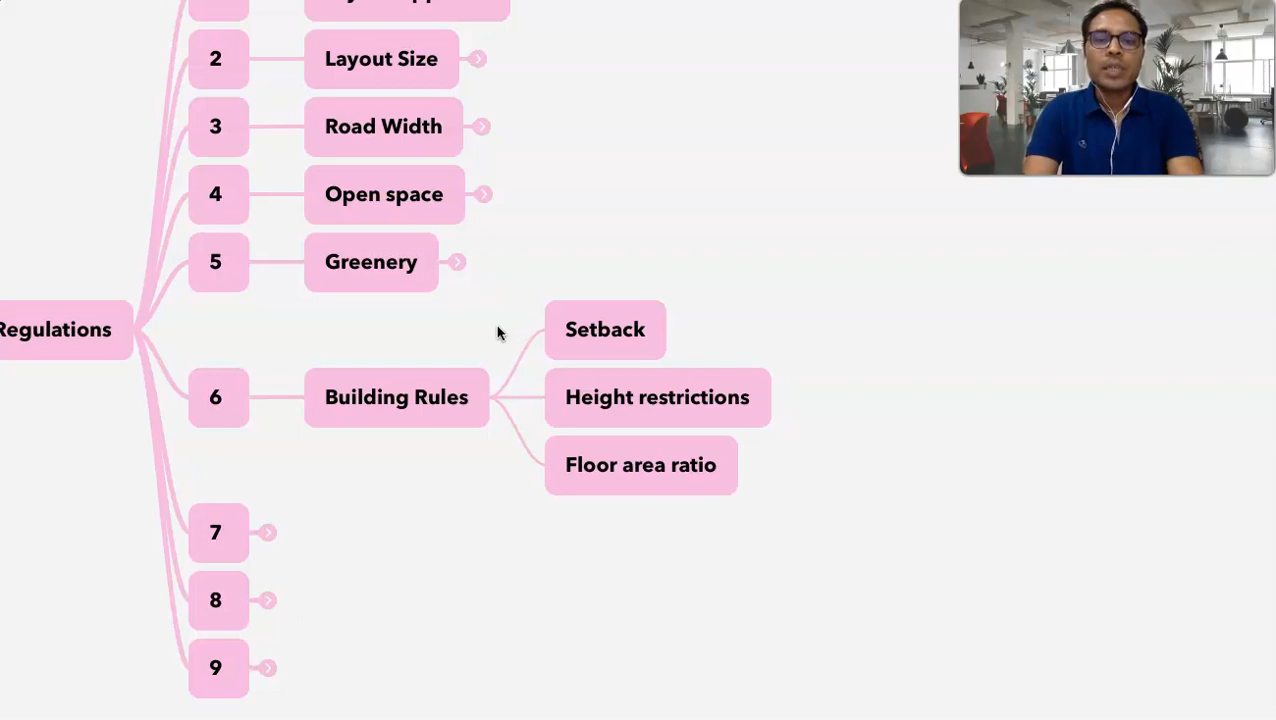 2
Layout Size
3
Road Width
4
Open space
5
Greenery
Regulations
6
Building Rules
Setback
Height restrictions
Floor area ratio
7
8
9